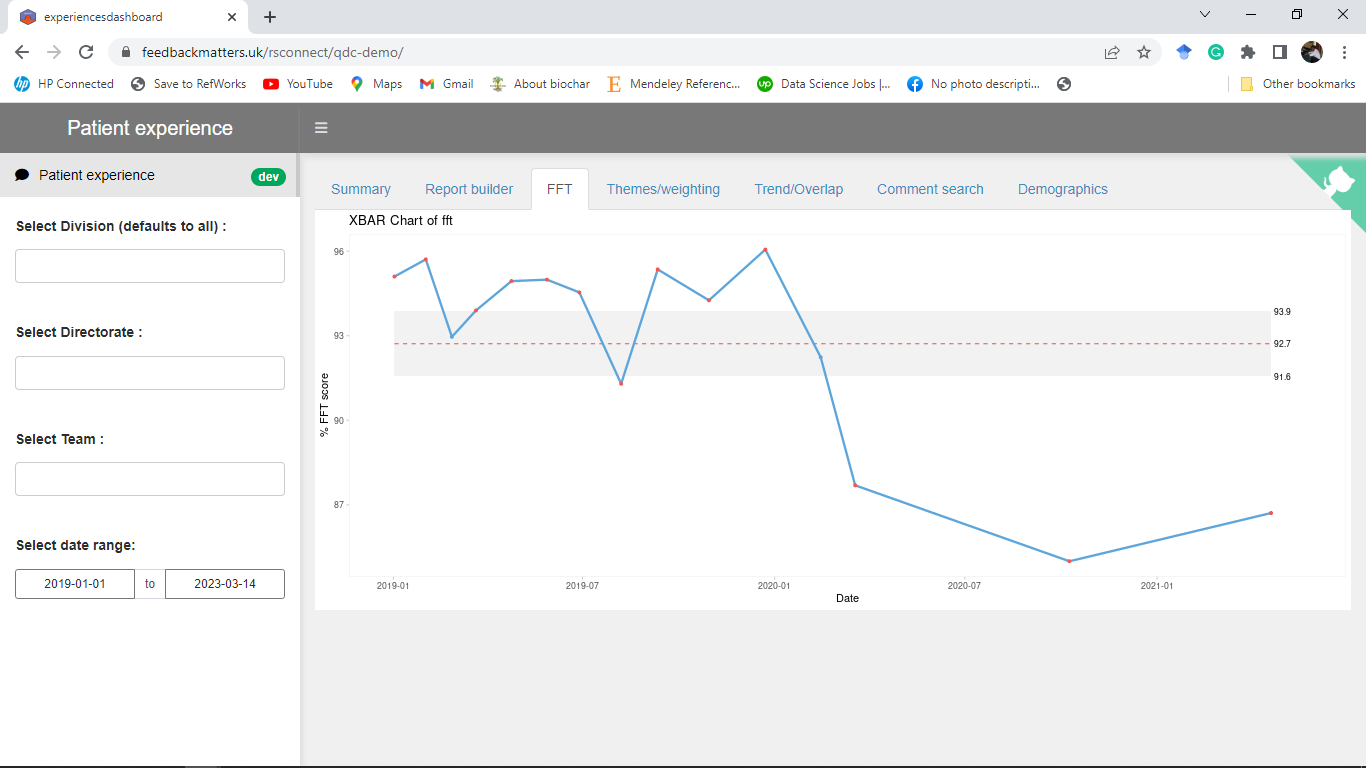 experiencesdashboard
feedbackmatters.uk/rsconnect/qdc-demo/
HP Connected
Save to RefWorks
YouTube
Maps
Gmail
About biochar
Mendeley Referenc...
Data Science Jobs |...
No photo descripti...
Other bookmarks
Patient experience
Patient experience
dev
Select Division (defaults to all) :
Select Directorate :
Select Team :
Select date range:
2019-01-01 to 2023-03-14
Summary
Report builder
FFT
Themes/weighting
Trend/Overlap
Comment search
Demographics
XBAR Chart of fft
% FFT score
96
93
90
87
93.9
92.7
91.6
2019-01
2019-07
2020-01
2020-07
2021-01
Date